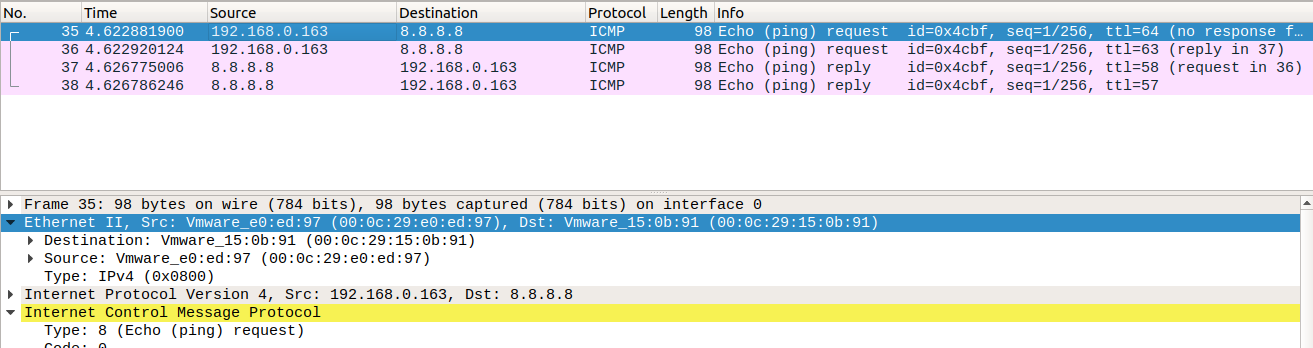 No. Time Source Destination Protocol Length Info
35 4.622881900 192.168.0.163 8.8.8.8 ICMP 98 Echo (ping) request id=0x4cbf, seq=1/256, ttl=64 (no response f…
36 4.622920124 192.168.0.163 8.8.8.8 ICMP 98 Echo (ping) request id=0x4cbf, seq=1/256, ttl=63 (reply in 37)
37 4.626775006 8.8.8.8 192.168.0.163 ICMP 98 Echo (ping) reply id=0x4cbf, seq=1/256, ttl=58 (request in 36)
38 4.626786246 8.8.8.8 192.168.0.163 ICMP 98 Echo (ping) reply id=0x4cbf, seq=1/256, ttl=57
Frame 35: 98 bytes on wire (784 bits), 98 bytes captured (784 bits) on interface 0
Ethernet II, Src: Vmware_e0:ed:97 (00:0c:29:e0:ed:97), Dst: Vmware_15:0b:91 (00:0c:29:15:0b:91)
Destination: Vmware_15:0b:91 (00:0c:29:15:0b:91)
Source: Vmware_e0:ed:97 (00:0c:29:e0:ed:97)
Type: IPv4 (0x0800)
Internet Protocol Version 4, Src: 192.168.0.163, Dst: 8.8.8.8
Internet Control Message Protocol
Type: 8 (Echo (ping) request)
Code: 0